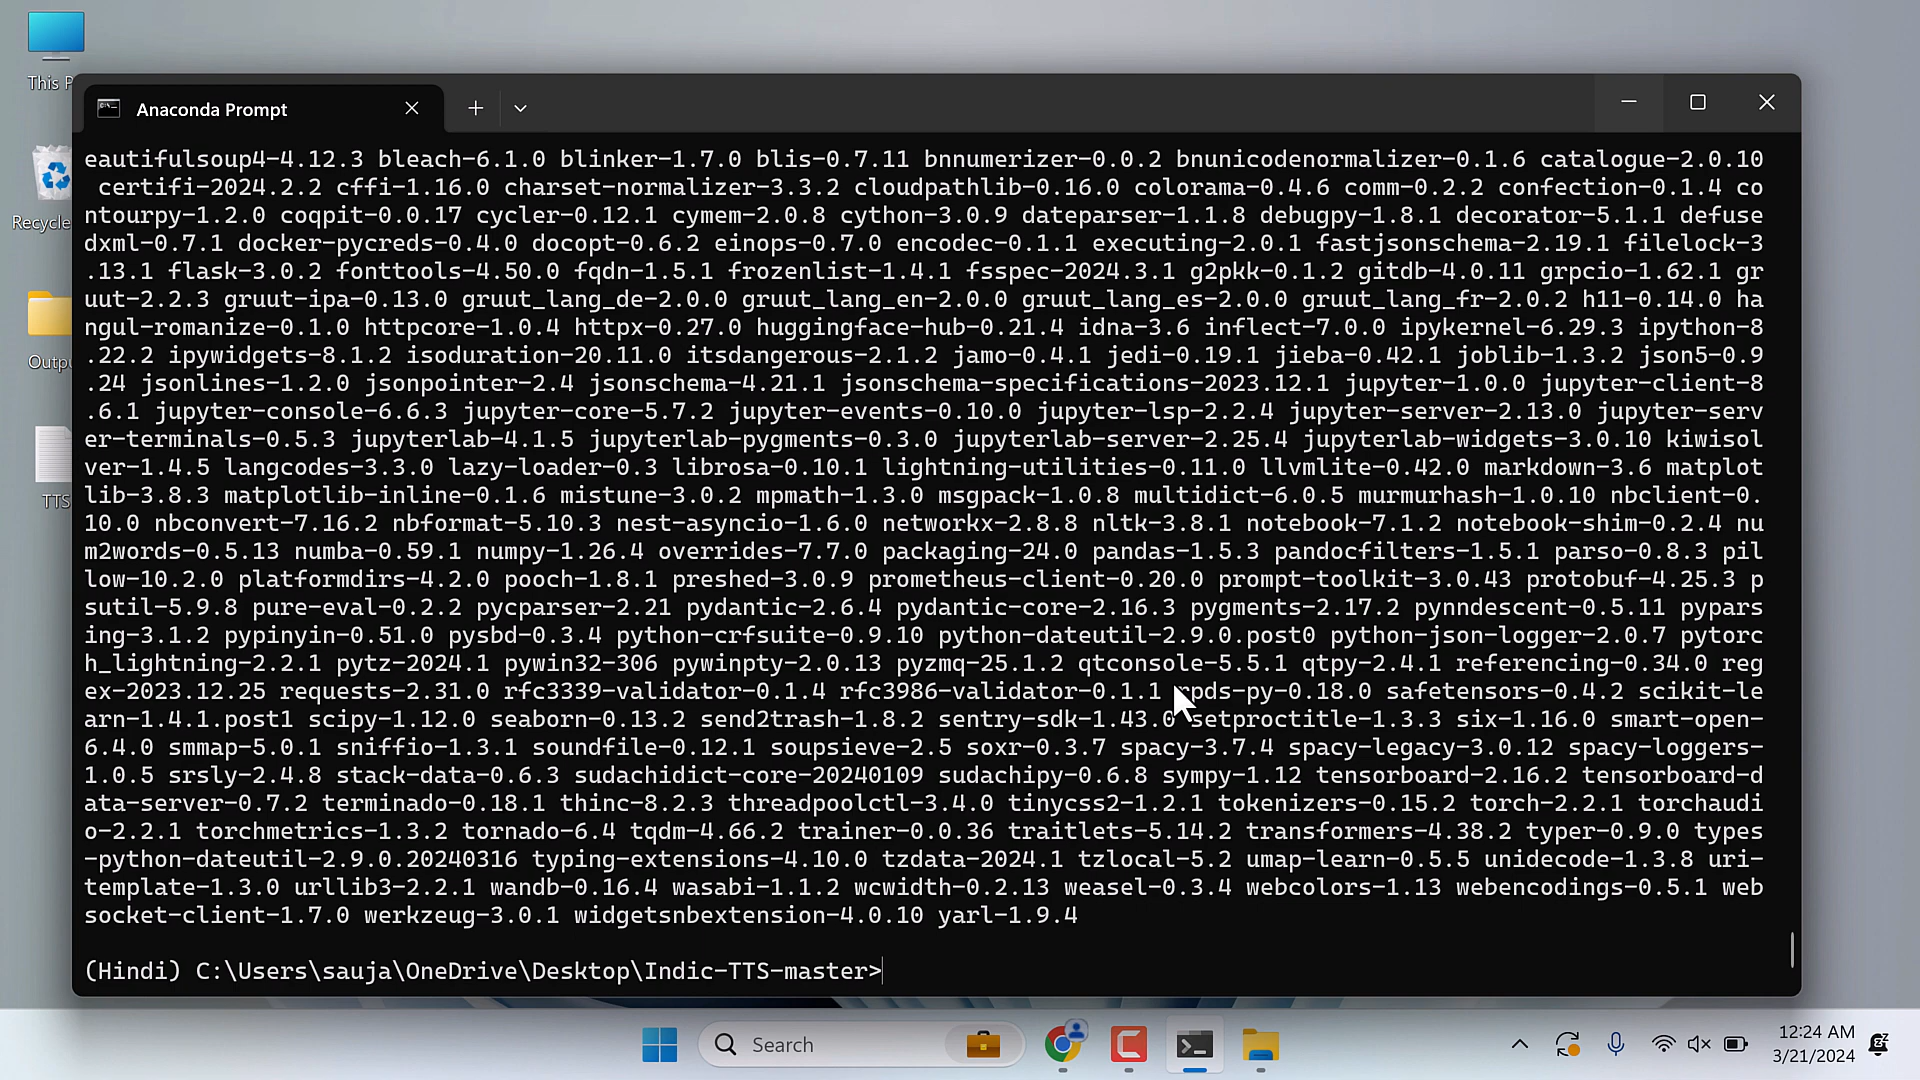 This P
Recycle
Outpu
TTS
Anaconda Prompt
eautifulsoup4-4.12.3 bleach-6.1.0 blinker-1.7.0 blis-0.7.11 bnnumerizer-0.0.2 bnunicodenormalizer-0.1.6 catalogue-2.0.10
certifi-2024.2.2 cffi-1.16.0 charset-normalizer-3.3.2 cloudpathlib-0.16.0 colorama-0.4.6 comm-0.2.2 confection-0.1.4 co
ntourpy-1.2.0 coqpit-0.0.17 cycler-0.12.1 cymem-2.0.8 cython-3.0.9 dateparser-1.1.8 debugpy-1.8.1 decorator-5.1.1 defuse
dxml-0.7.1 docker-pycreds-0.4.0 docopt-0.6.2 einops-0.7.0 encodec-0.1.1 executing-2.0.1 fastjsonschema-2.19.1 filelock-3
.13.1 flask-3.0.2 fonttools-4.50.0 fqdn-1.5.1 frozenlist-1.4.1 fsspec-2024.3.1 g2pkk-0.1.2 gitdb-4.0.11 grpcio-1.62.1 gr
uut-2.2.3 gruut-ipa-0.13.0 gruut_lang_de-2.0.0 gruut_lang_en-2.0.0 gruut_lang_es-2.0.0 gruut_lang_fr-2.0.2 h11-0.14.0 ha
ngul-romanize-0.1.0 httpcore-1.0.4 httpx-0.27.0 huggingface-hub-0.21.4 idna-3.6 inflect-7.0.0 ipykernel-6.29.3 ipython-8
.22.2 ipywidgets-8.1.2 isoduration-20.11.0 itsdangerous-2.1.2 jamo-0.4.1 jedi-0.19.1 jieba-0.42.1 joblib-1.3.2 json5-0.9
.24 jsonlines-1.2.0 jsonpointer-2.4 jsonschema-4.21.1 jsonschema-specifications-2023.12.1 jupyter-1.0.0 jupyter-client-8
.6.1 jupyter-console-6.6.3 jupyter-core-5.7.2 jupyter-events-0.10.0 jupyter-lsp-2.2.4 jupyter-server-2.13.0 jupyter-serv
er-terminals-0.5.3 jupyterlab-4.1.5 jupyterlab-pygments-0.3.0 jupyterlab-server-2.25.4 jupyterlab-widgets-3.0.10 kiwisol
ver-1.4.5 langcodes-3.3.0 lazy-loader-0.3 librosa-0.10.1 lightning-utilities-0.11.0 llvmlite-0.42.0 markdown-3.6 matplot
lib-3.8.3 matplotlib-inline-0.1.6 mistune-3.0.2 mpmath-1.3.0 msgpack-1.0.8 multidict-6.0.5 murmurhash-1.0.10 nbclient-0.
10.0 nbconvert-7.16.2 nbformat-5.10.3 nest-asyncio-1.6.0 networkx-2.8.8 nltk-3.8.1 notebook-7.1.2 notebook-shim-0.2.4 nu
m2words-0.5.13 numba-0.59.1 numpy-1.26.4 overrides-7.7.0 packaging-24.0 pandas-1.5.3 pandocfilters-1.5.1 parso-0.8.3 pil
low-10.2.0 platformdirs-4.2.0 pooch-1.8.1 preshed-3.0.9 prometheus-client-0.20.0 prompt-toolkit-3.0.43 protobuf-4.25.3 p
sutil-5.9.8 pure-eval-0.2.2 pycparser-2.21 pydantic-2.6.4 pydantic-core-2.16.3 pygments-2.17.2 pynndescent-0.5.11 pypars
ing-3.1.2 pypinyin-0.51.0 pysbd-0.3.4 python-crfsuite-0.9.10 python-dateutil-2.9.0.post0 python-json-logger-2.0.7 pytorc
h_lightning-2.2.1 pytz-2024.1 pywin32-306 pywinpty-2.0.13 pyzmq-25.1.2 qtconsole-5.5.1 qtpy-2.4.1 referencing-0.34.0 reg
ex-2023.12.25 requests-2.31.0 rfc3339-validator-0.1.4 rfc3986-validator-0.1.1 rpds-py-0.18.0 safetensors-0.4.2 scikit-le
arn-1.4.1.post1 scipy-1.12.0 seaborn-0.13.2 send2trash-1.8.2 sentry-sdk-1.43.0 setproctitle-1.3.3 six-1.16.0 smart-open-
6.4.0 smmap-5.0.1 sniffio-1.3.1 soundfile-0.12.1 soupsieve-2.5 soxr-0.3.7 spacy-3.7.4 spacy-legacy-3.0.12 spacy-loggers-
1.0.5 srsly-2.4.8 stack-data-0.6.3 sudachidict-core-20240109 sudachipy-0.6.8 sympy-1.12 tensorboard-2.16.2 tensorboard-d
ata-server-0.7.2 terminado-0.18.1 thinc-8.2.3 threadpoolctl-3.4.0 tinycss2-1.2.1 tokenizers-0.15.2 torch-2.2.1 torchaudi
o-2.2.1 torchmetrics-1.3.2 tornado-6.4 tqdm-4.66.2 trainer-0.0.36 traitlets-5.14.2 transformers-4.38.2 typer-0.9.0 types
-python-dateutil-2.9.0.20240316 typing-extensions-4.10.0 tzdata-2024.1 tzlocal-5.2 umap-learn-0.5.5 unidecode-1.3.8 uri-
template-1.3.0 urllib3-2.2.1 wandb-0.16.4 wasabi-1.1.2 wcwidth-0.2.13 weasel-0.3.4 webcolors-1.13 webencodings-0.5.1 web
socket-client-1.7.0 werkzeug-3.0.1 widgetsnbextension-4.0.10 yarl-1.9.4
(Hindi) C:\Users\sauja\OneDrive\Desktop\Indic-TTS-master>
Search
12:24 AM
3/21/2024